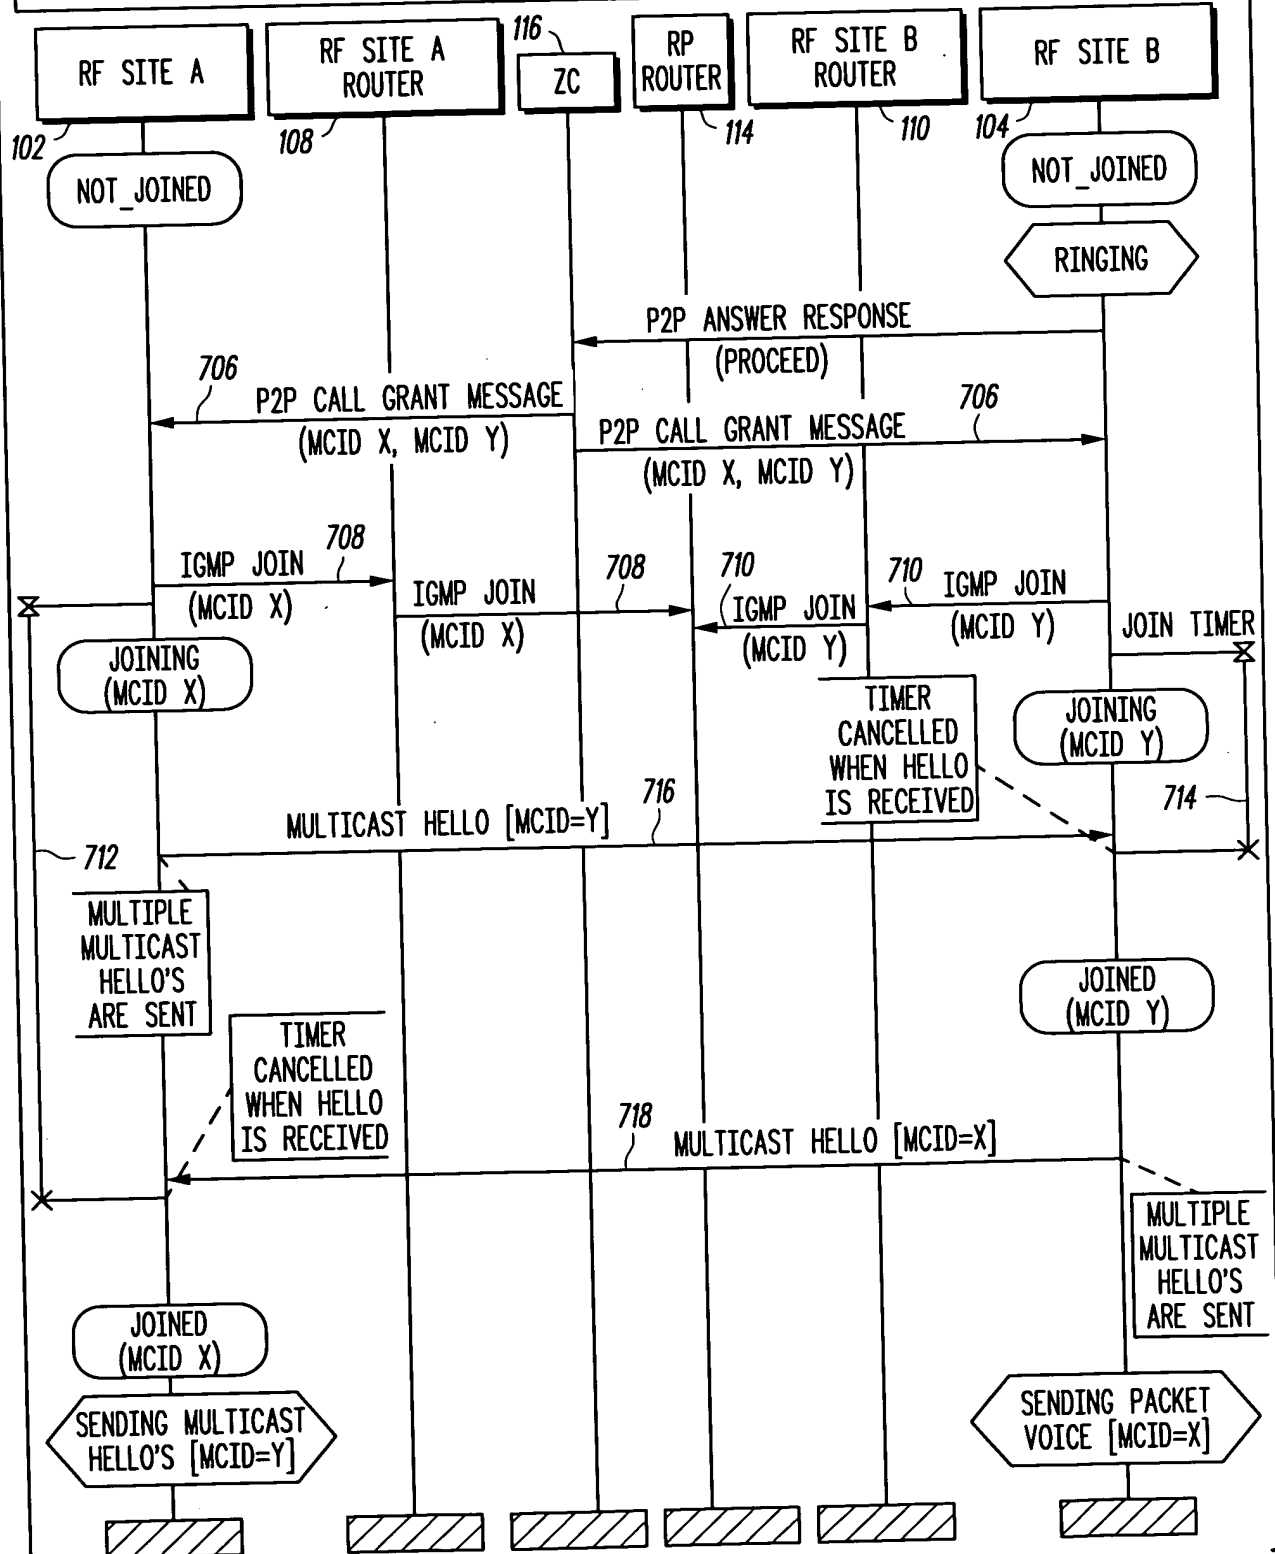 RF SITE A
RF SITE A
ROUTER
116
ZC
RP
ROUTER
RF SITE B
ROUTER
RF SITE B
102
108
114
110
104
NOT_JOINED
NOT_JOINED
RINGING
P2P ANSWER RESPONSE
(PROCEED)
706
P2P CALL GRANT MESSAGE
(MCID X, MCID Y)
706
P2P CALL GRANT MESSAGE
(MCID X, MCID Y)
IGMP JOIN
708
(MCID X)
IGMP JOIN
708
(MCID X)
710
IGMP JOIN
(MCID Y)
710
IGMP JOIN
(MCID Y)
JOIN TIMER
JOINING
(MCID X)
TIMER
CANCELLED
WHEN HELLO
IS RECEIVED
JOINING
(MCID Y)
714
MULTICAST HELLO [MCID=Y]
716
712
MULTIPLE
MULTICAST
HELLO'S
ARE SENT
JOINED
(MCID Y)
TIMER
CANCELLED
WHEN HELLO
IS RECEIVED
718
MULTICAST HELLO [MCID=X]
MULTIPLE
MULTICAST
HELLO'S
ARE SENT
JOINED
(MCID X)
SENDING MULTICAST
HELLO'S [MCID=Y]
SENDING PACKET
VOICE [MCID=X]